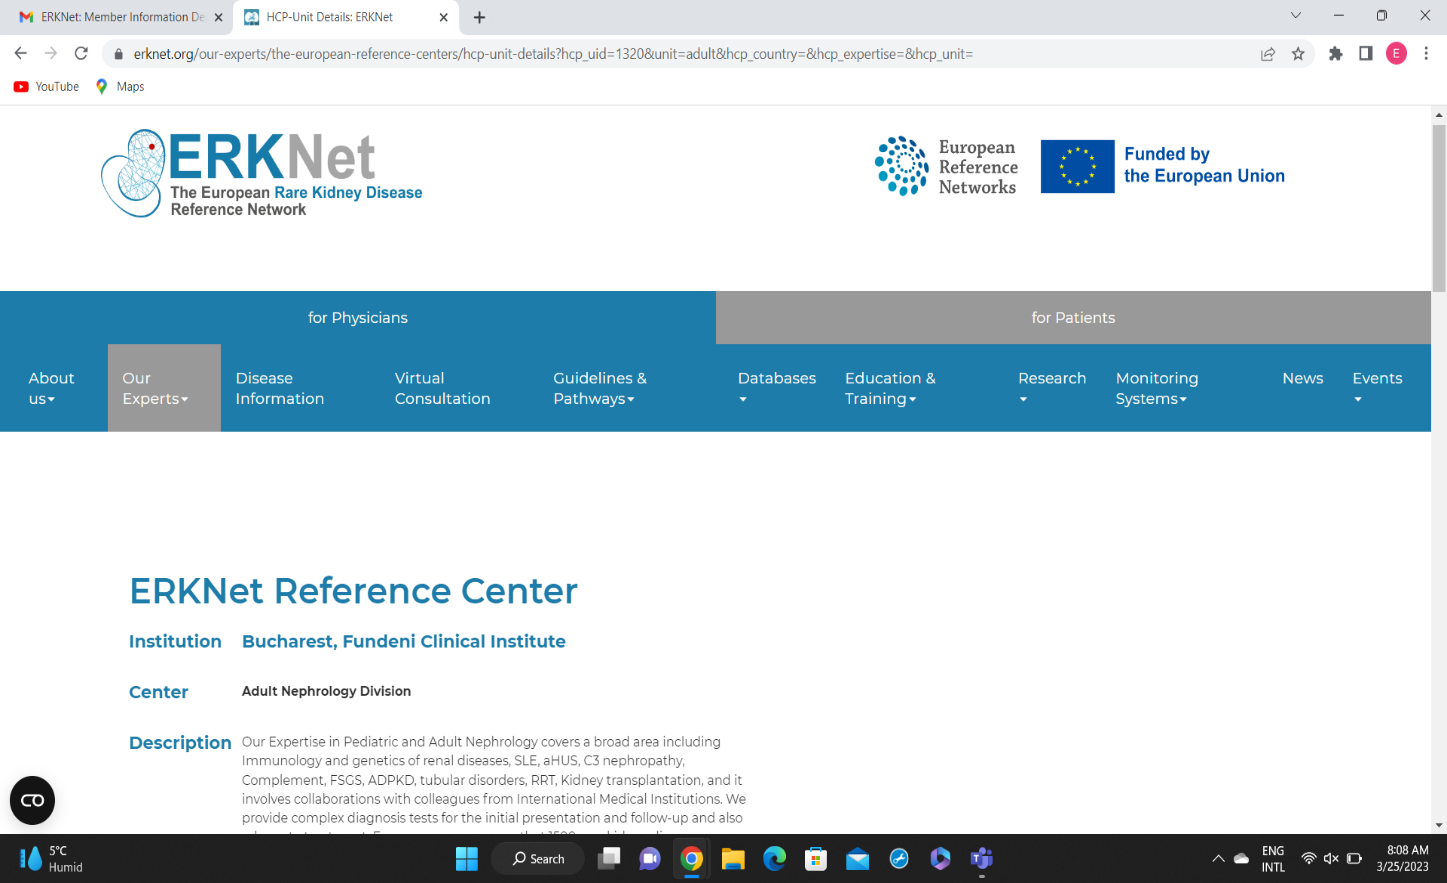 ERKNet: Member Information De
HCP-Unit Details: ERKNet
erknet.org/our-experts/the-european-reference-centers/hcp-unit-details?hcp_uid=1320&unit=adult&hcp_country=&hcp_expertise=&hcp_unit=
E
YouTube
Maps
ERKNet
The European Rare Kidney Disease
Reference Network
European
Reference
Networks
Funded by
the European Union
for Physicians
for Patients
About
us
Our
Experts
Disease
Information
Virtual
Consultation
Guidelines &
Pathways
Databases
Education &
Training
Research
Monitoring
Systems
News
Events
ERKNet Reference Center
Institution Bucharest, Fundeni Clinical Institute
Center Adult Nephrology Division
Description Our Expertise in Pediatric and Adult Nephrology covers a broad area including
Immunology and genetics of renal diseases, SLE, aHUS, C3 nephropathy,
Complement, FSGS, ADPKD, tubular disorders, RRT, Kidney transplantation, and it
involves collaborations with colleagues from International Medical Institutions. We
provide complex diagnosis tests for the initial presentation and follow-up and also
5°C
Humid
Search
ENG
INTL
8:08 AM
3/25/2023